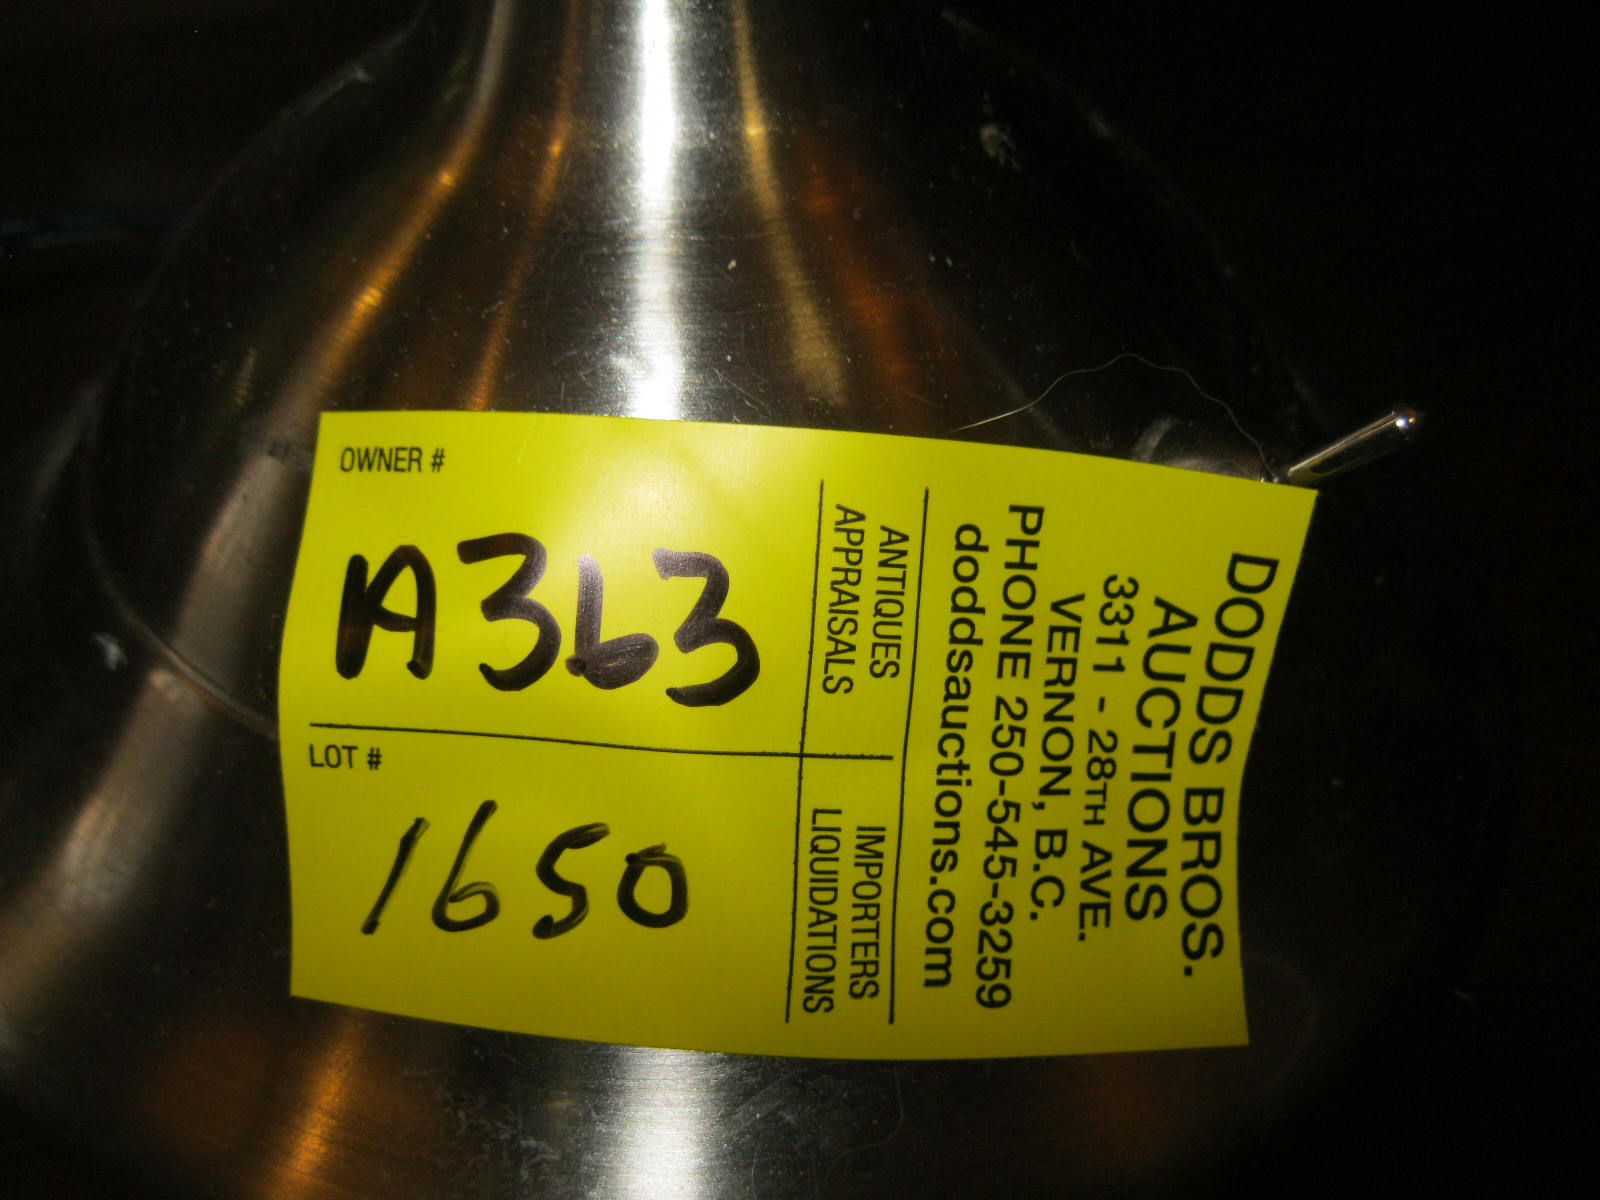 OWNER #
A363
LOT #
1650
ANTIQUES
APPRAISALS
IMPORTERS
LIQUIDATIONS
DODDS BROS.
AUCTIONS
3311 - 28TH AVE.
VERNON, B.C.
PHONE 250-545-3259
doddsauctions.com